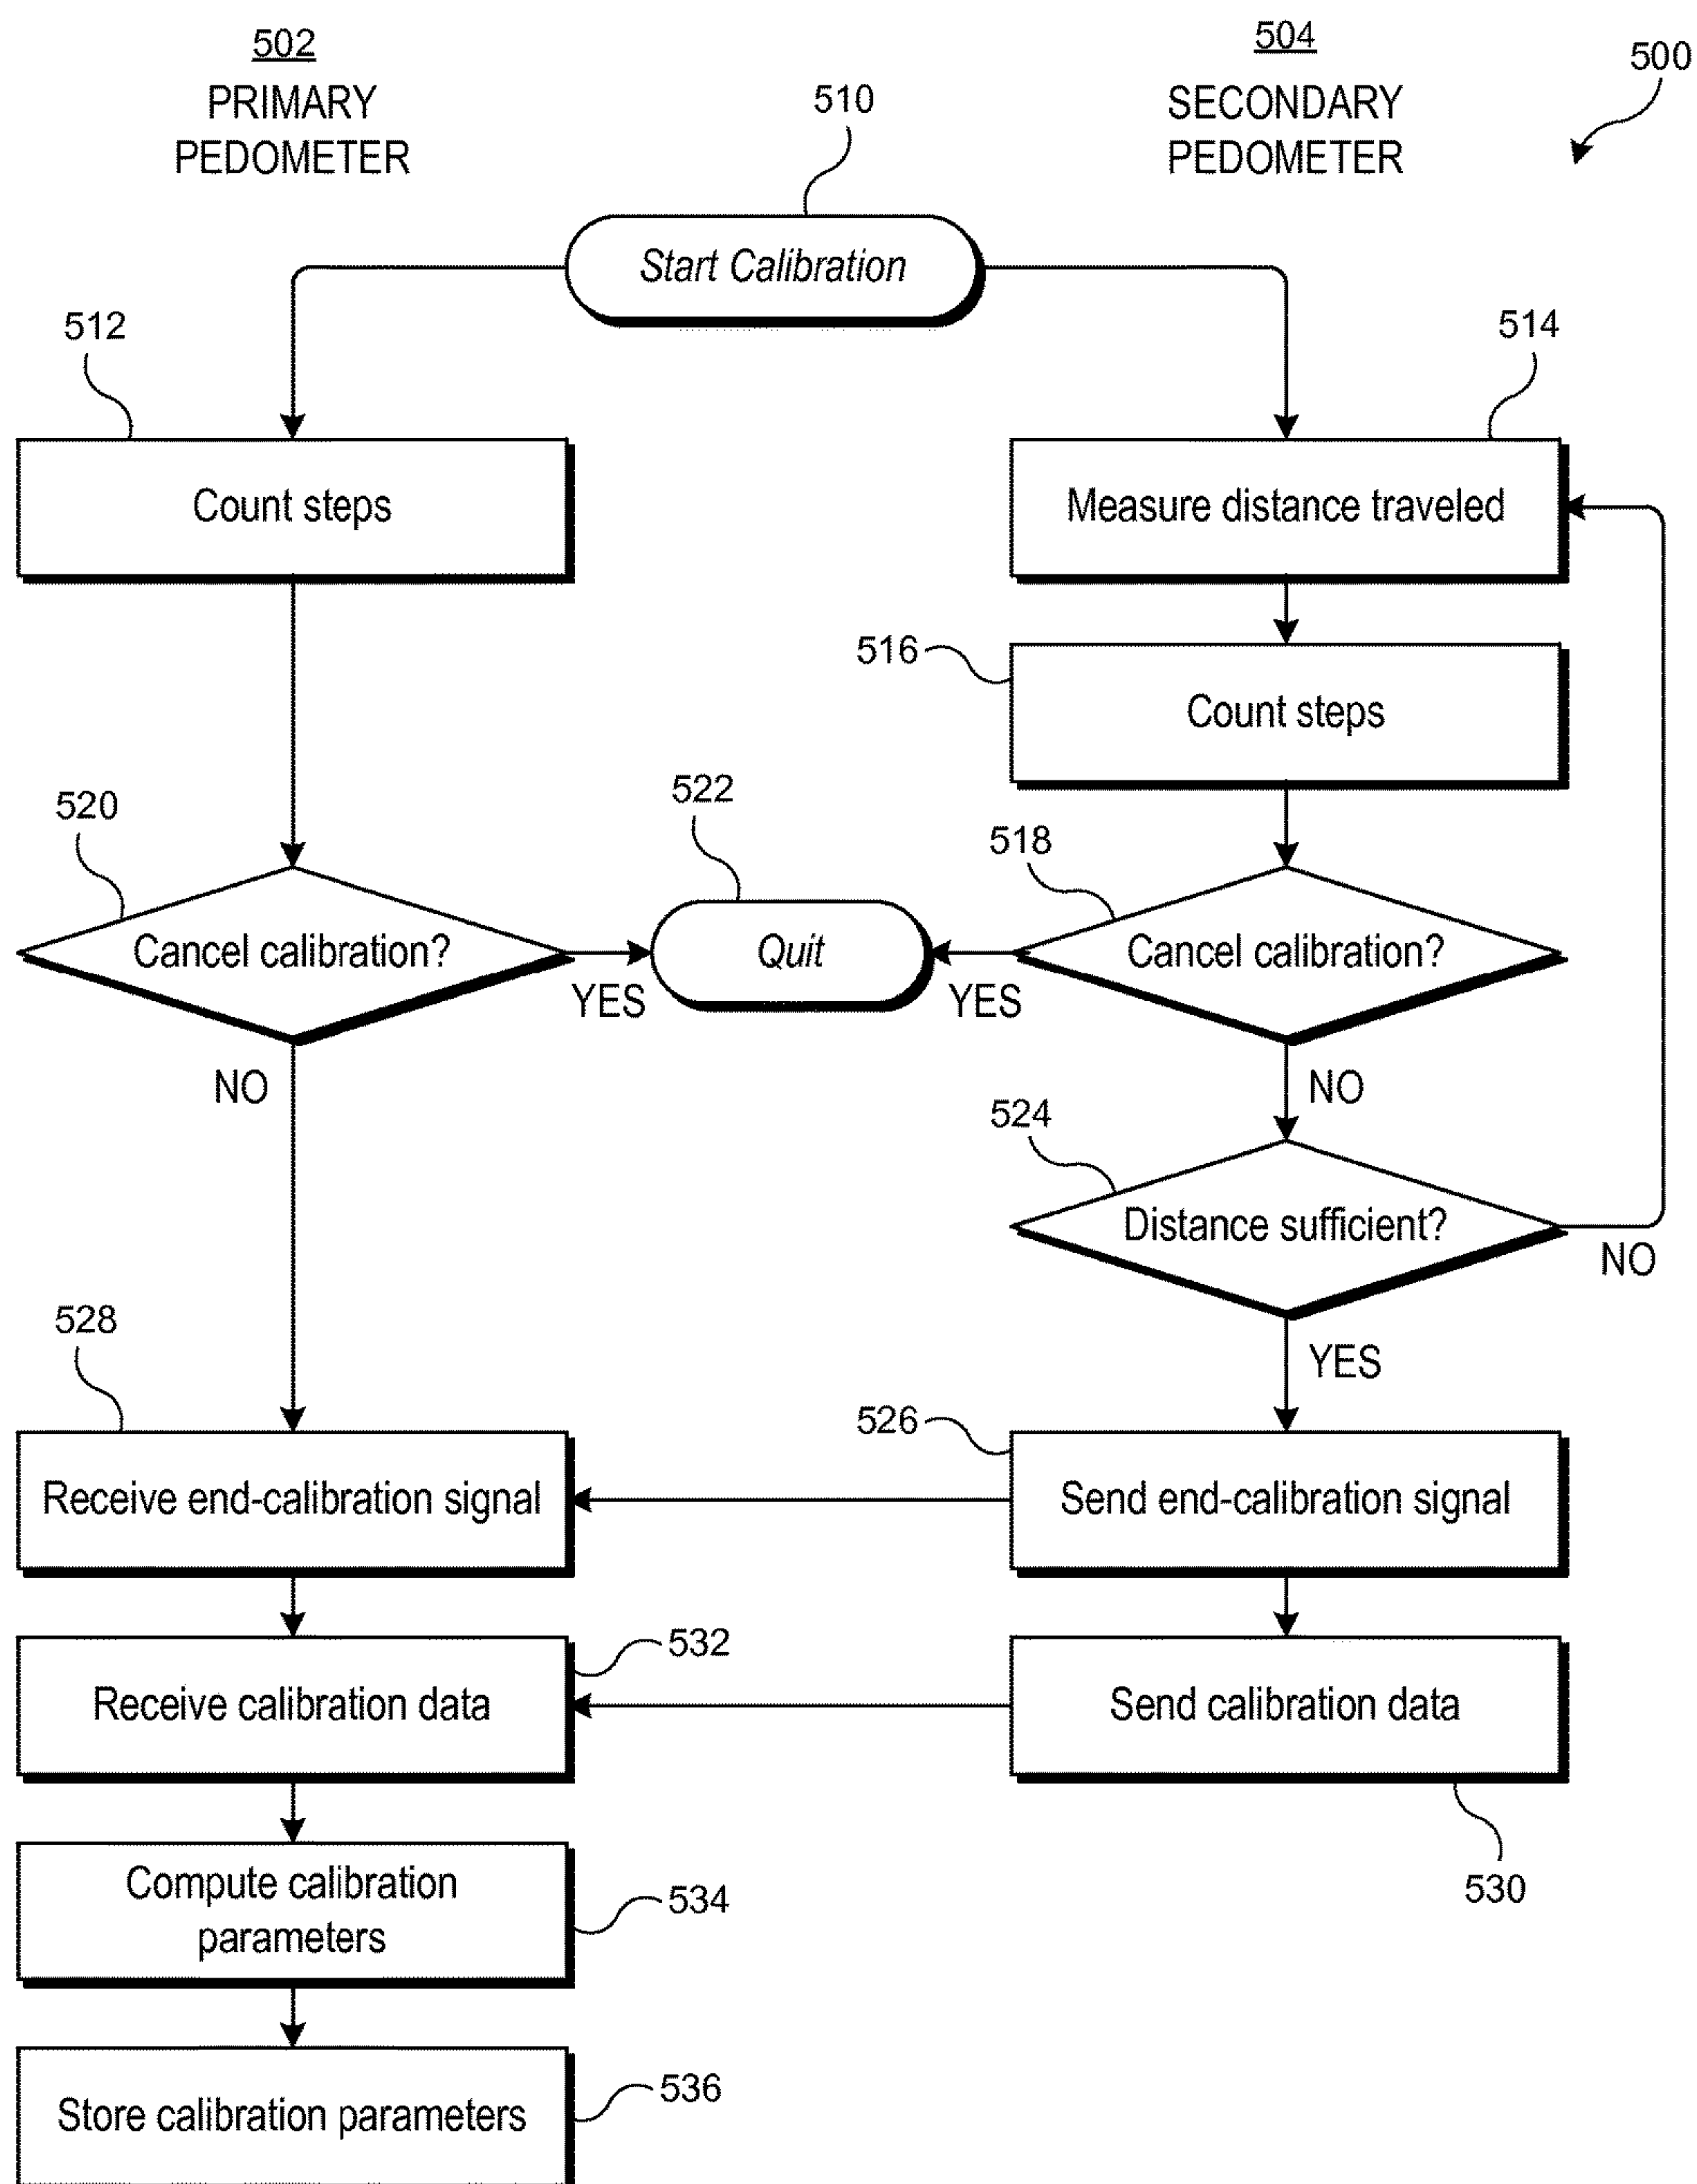 502
PRIMARY
PEDOMETER
504
SECONDARY
PEDOMETER
500
510
Start Calibration
512
Count steps
514
Measure distance traveled
516
Count steps
520
Cancel calibration?
YES
NO
522
Quit
518
Cancel calibration?
YES
NO
524
Distance sufficient?
NO
YES
528
Receive end-calibration signal
526
Send end-calibration signal
532
Receive calibration data
Send calibration data
530
Compute calibration
parameters
534
Store calibration parameters
536